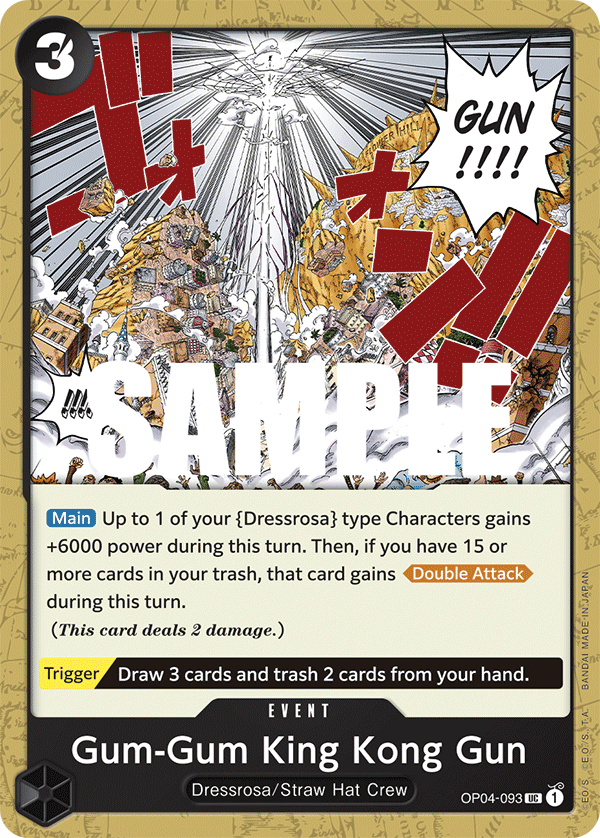 3
GUN
!!!!
!!!!
SAMPLE
Main Up to 1 of your {Dressrosa} type Characters gains
+6000 power during this turn. Then, if you have 15 or
more cards in your trash, that card gains Double Attack
during this turn.
(This card deals 2 damage.)
Trigger Draw 3 cards and trash 2 cards from your hand.
EVENT
Gum-Gum King Kong Gun
Dressrosa/Straw Hat Crew
OP04-093 UC 1
BANDAI MADE IN JAPAN